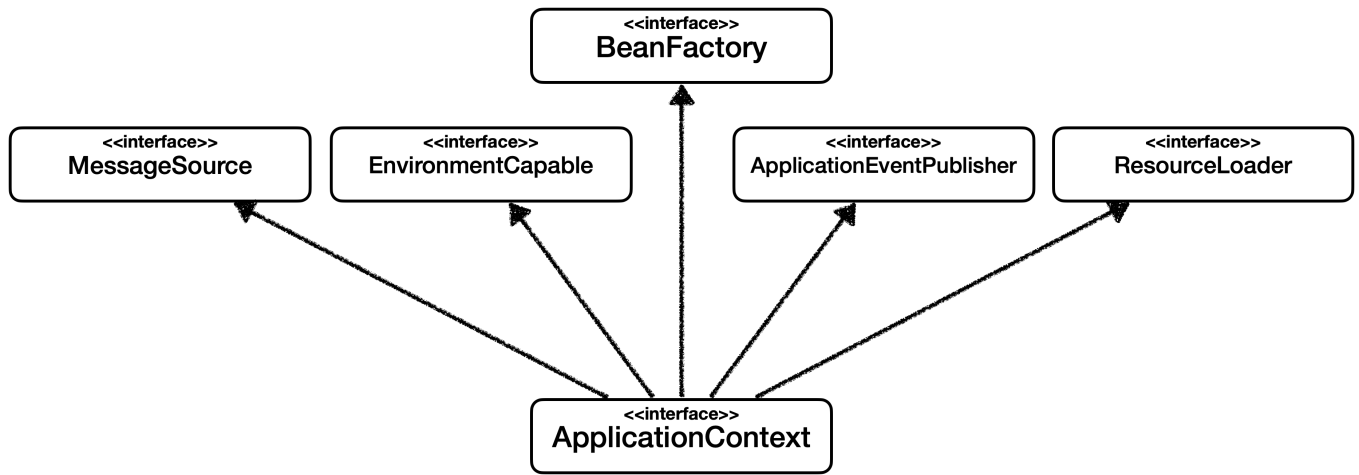 <<interface>>
BeanFactory
<<interface>>
MessageSource
<<interface>>
EnvironmentCapable
<<interface>>
ApplicationEventPublisher
<<interface>>
ResourceLoader
<<interface>>
ApplicationContext